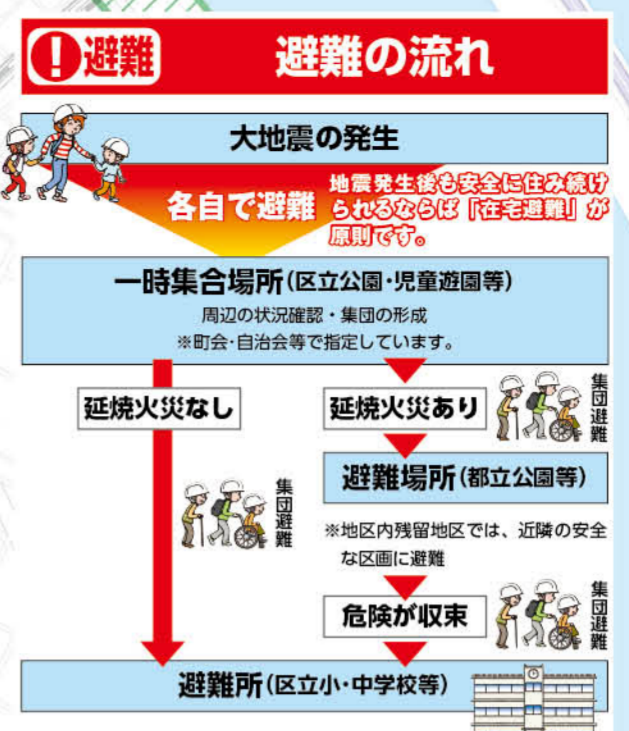 !避難
避難の流れ
大地震の発生
各自で避難
地震発生後も安全に住み続け
られるならば『在宅避難』が
原則です。
一時集合場所(区立公園・児童遊園等)
周辺の状況確認・集団の形成
※町会・自治会等で指定しています。
延焼火災なし
延焼火災あり
集団避難
避難場所(都立公園等)
集団避難
※地区内残留地区では、近隣の安全
な区画に避難
危険が収束
集団避難
避難所(区立小・中学校等)